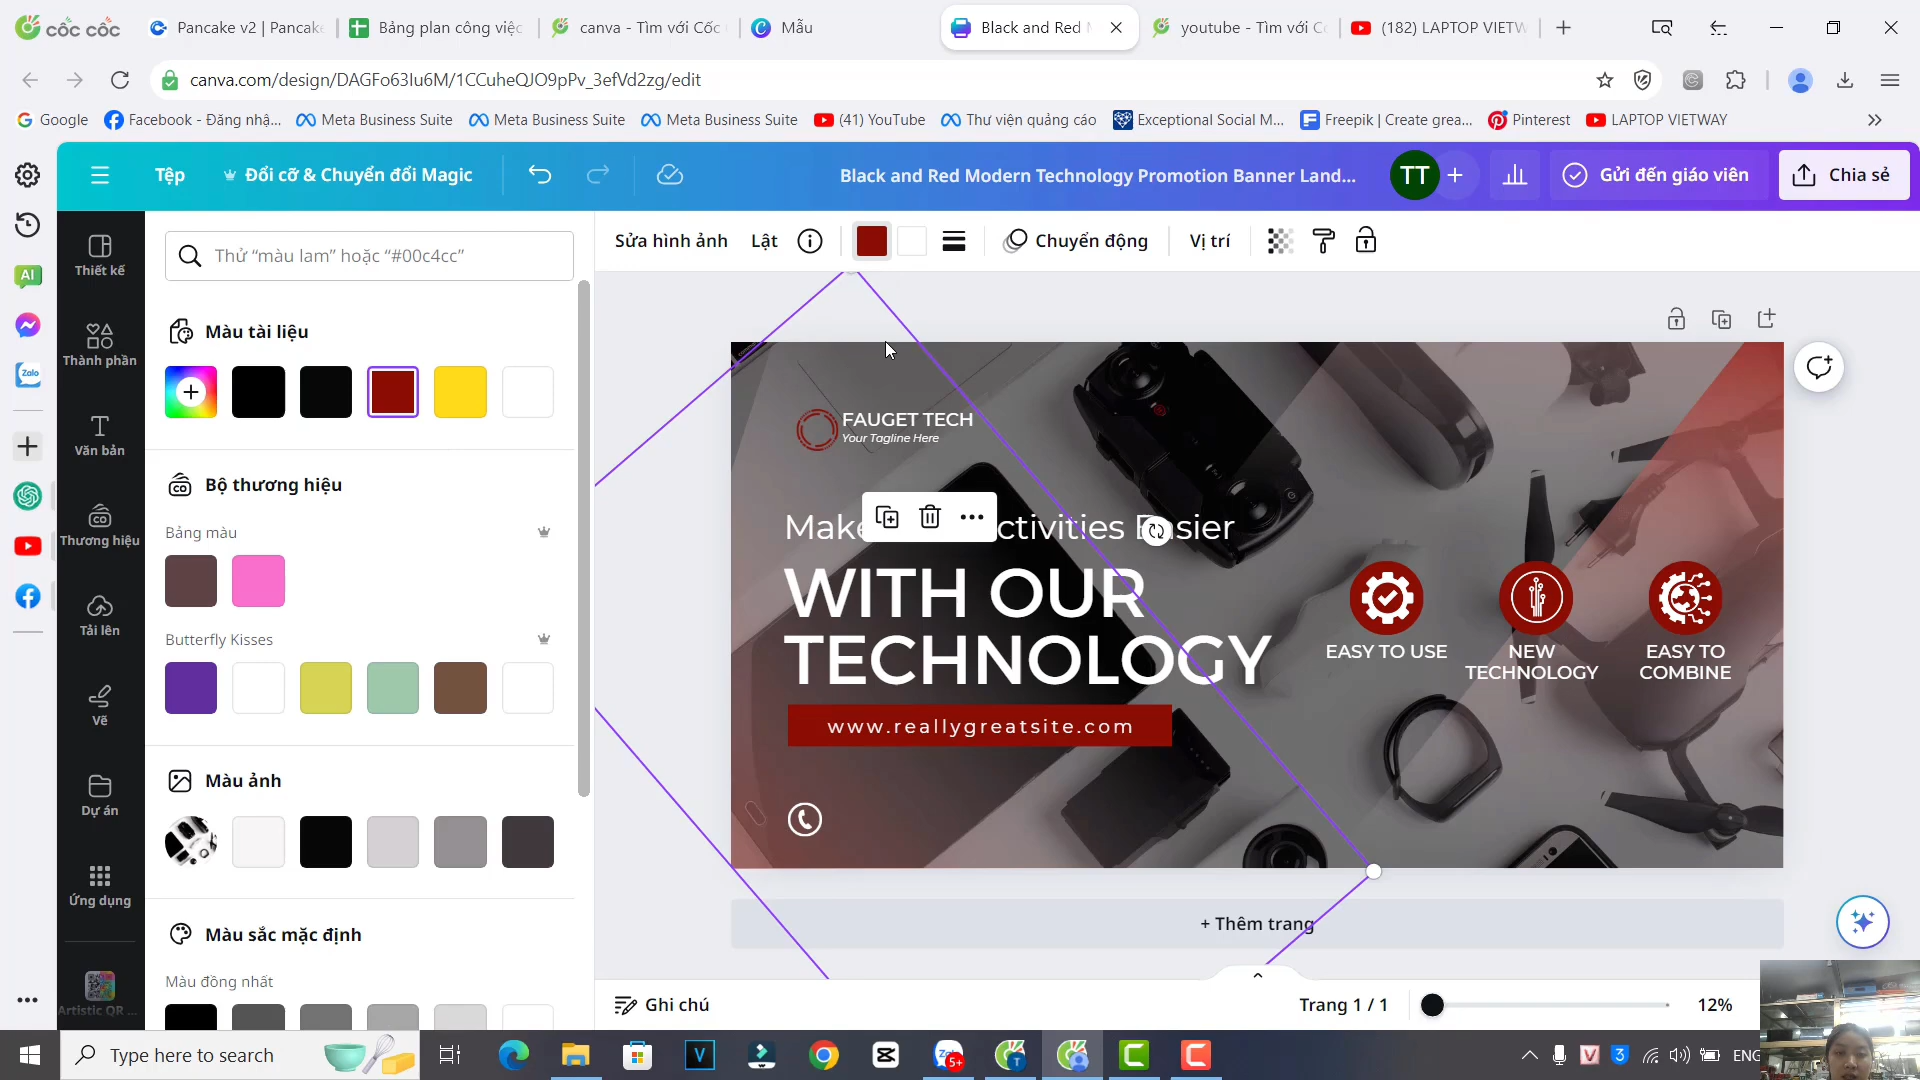 cốc cốc
Pancake v2 | Pancake
Bảng plan công việc
canva - Tìm với Cốc
Mẫu
Black and Red
youtube - Tìm với Cố
(182) LAPTOP VIETW
canva.com/design/DAGFo63Iu6M/1CCuheQJO9pPv_3efVd2zg/edit
Google
Facebook - Đăng nhậ...
Meta Business Suite
Meta Business Suite
Meta Business Suite
(41) YouTube
Thư viện quảng cáo
Exceptional Social M...
Freepik | Create grea...
Pinterest
LAPTOP VIETWAY
Tệp
Đổi cỡ & Chuyển đổi Magic
Black and Red Modern Technology Promotion Banner Land...
TT
Gửi đến giáo viên
Chia sẻ
AI
Zalo
Thiết kế
Thành phần
Văn bản
Thương hiệu
Tải lên
Vẽ
Dự án
Ứng dụng
Artistic QR ...
Thử “màu lam” hoặc “#00c4cc”
Màu tài liệu
Bộ thương hiệu
Bảng màu
Butterfly Kisses
Màu ảnh
Màu sắc mặc định
Màu đồng nhất
Sửa hình ảnh
Lật
Chuyển động
Vị trí
FAUGET TECH
Your Tagline Here
Make
ctivities Easier
WITH OUR
TECHNOLOGY
www.reallygreatsite.com
EASY TO USE
NEW
TECHNOLOGY
EASY TO
COMBINE
+ Thêm trang
Ghi chú
Trang 1 / 1
12%
Type here to search
5+
ENG